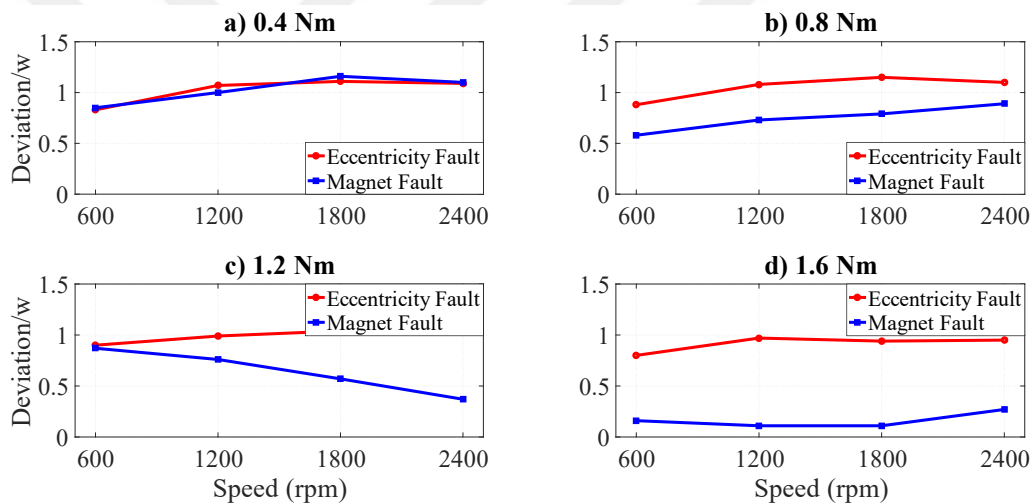 a) 0.4 Nm
Deviation/w
1.5
1
0.5
0
600
1200
1800
2400
Eccentricity Fault
Magnet Fault
b) 0.8 Nm
1.5
1
0.5
0
600
1200
1800
2400
Eccentricity Fault
Magnet Fault
c) 1.2 Nm
Deviation/w
1.5
1
0.5
0
600
1200
1800
2400
Speed (rpm)
Eccentricity Fault
Magnet Fault
d) 1.6 Nm
1.5
1
0.5
0
600
1200
1800
2400
Speed (rpm)
Eccentricity Fault
Magnet Fault